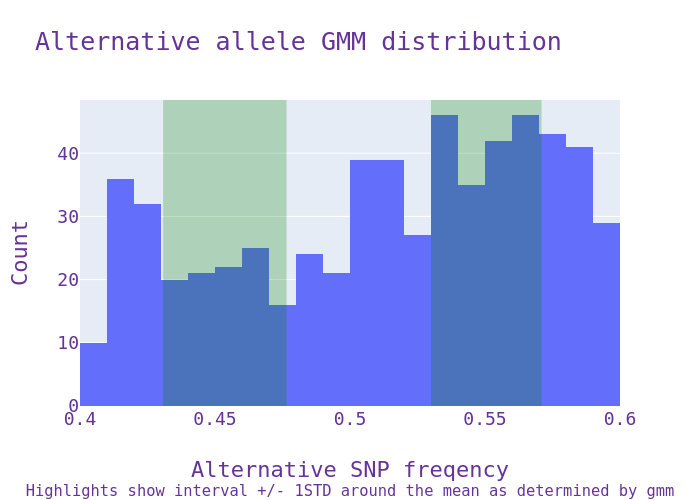 Alternative allele GMM distribution
Count
40
30
20
10
0
0.4 0.45 0.5 0.55 0.6
Alternative SNP freqency
Highlights show interval +/- 1STD around the mean as determined by gmm